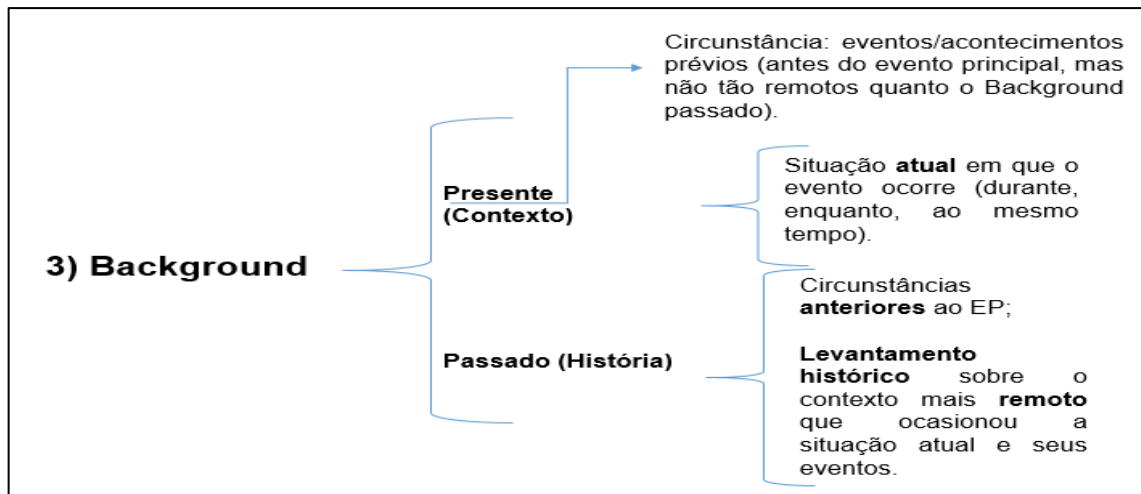 Circunstância: eventos/acontecimentos
prévios (antes do evento principal, mas
não tão remotos quanto o Background
passado).
Presente
(Contexto)
Situação atual em que o
evento ocorre (durante,
enquanto, ao mesmo
tempo).
3) Background
Passado (História)
Circunstâncias
anteriores ao EP;
Levantamento
histórico sobre o
contexto mais remoto
que ocasionou a
situação atual e seus
eventos.